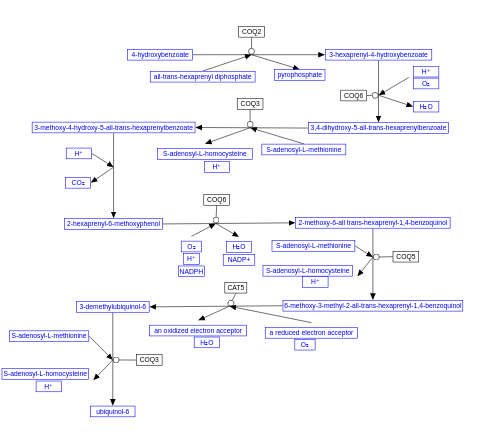 COQ2
4-hydroxybenzoate
3-hexaprenyl-4-hydroxybenzoate
all-trans-hexaprenyl diphosphate
pyrophosphate
H⁺
O₂
COQ6
H₂O
COQ3
3-methoxy-4-hydroxy-5-all-trans-hexaprenylbenzoate
3,4-dihydroxy-5-all-trans-hexaprenylbenzoate
S-adenosyl-L-homocysteine
S-adenosyl-L-methionine
H⁺
H⁺
CO₂
COQ6
2-hexaprenyl-6-methoxyphenol
2-methoxy-6-all trans-hexaprenyl-1,4-benzoquinol
O₂
H⁺
NADPH
H₂O
NADP+
S-adenosyl-L-methionine
COQ5
S-adenosyl-L-homocysteine
H⁺
CAT5
3-demethylubiquinol-6
6-methoxy-3-methyl-2-all-trans-hexaprenyl-1,4-benzoquinol
an oxidized electron acceptor
H₂O
a reduced electron acceptor
O₂
S-adenosyl-L-methionine
COQ3
S-adenosyl-L-homocysteine
H⁺
ubiquinol-6